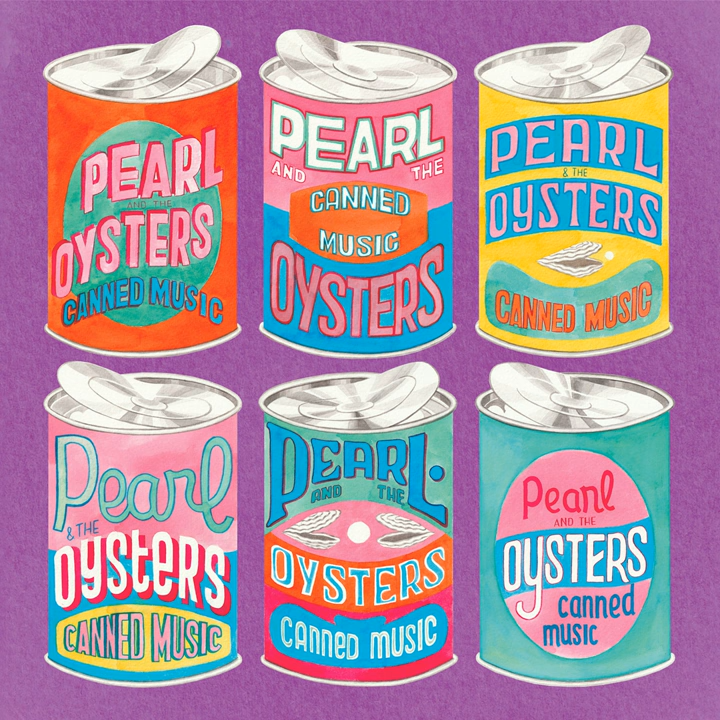 PEARL
AND THE
OYSTERS
CANNED MUSIC
PEARL
AND THE
CANNED
MUSIC
OYSTERS
PEARL
& THE
OYSTERS
CANNED MUSIC
Pearl
& THE
Oysters
CANNED MUSIC
PEARL.
AND THE
OYSTERS
CANNED MUSIC
Pearl
AND THE
OYSTERS
canned
music